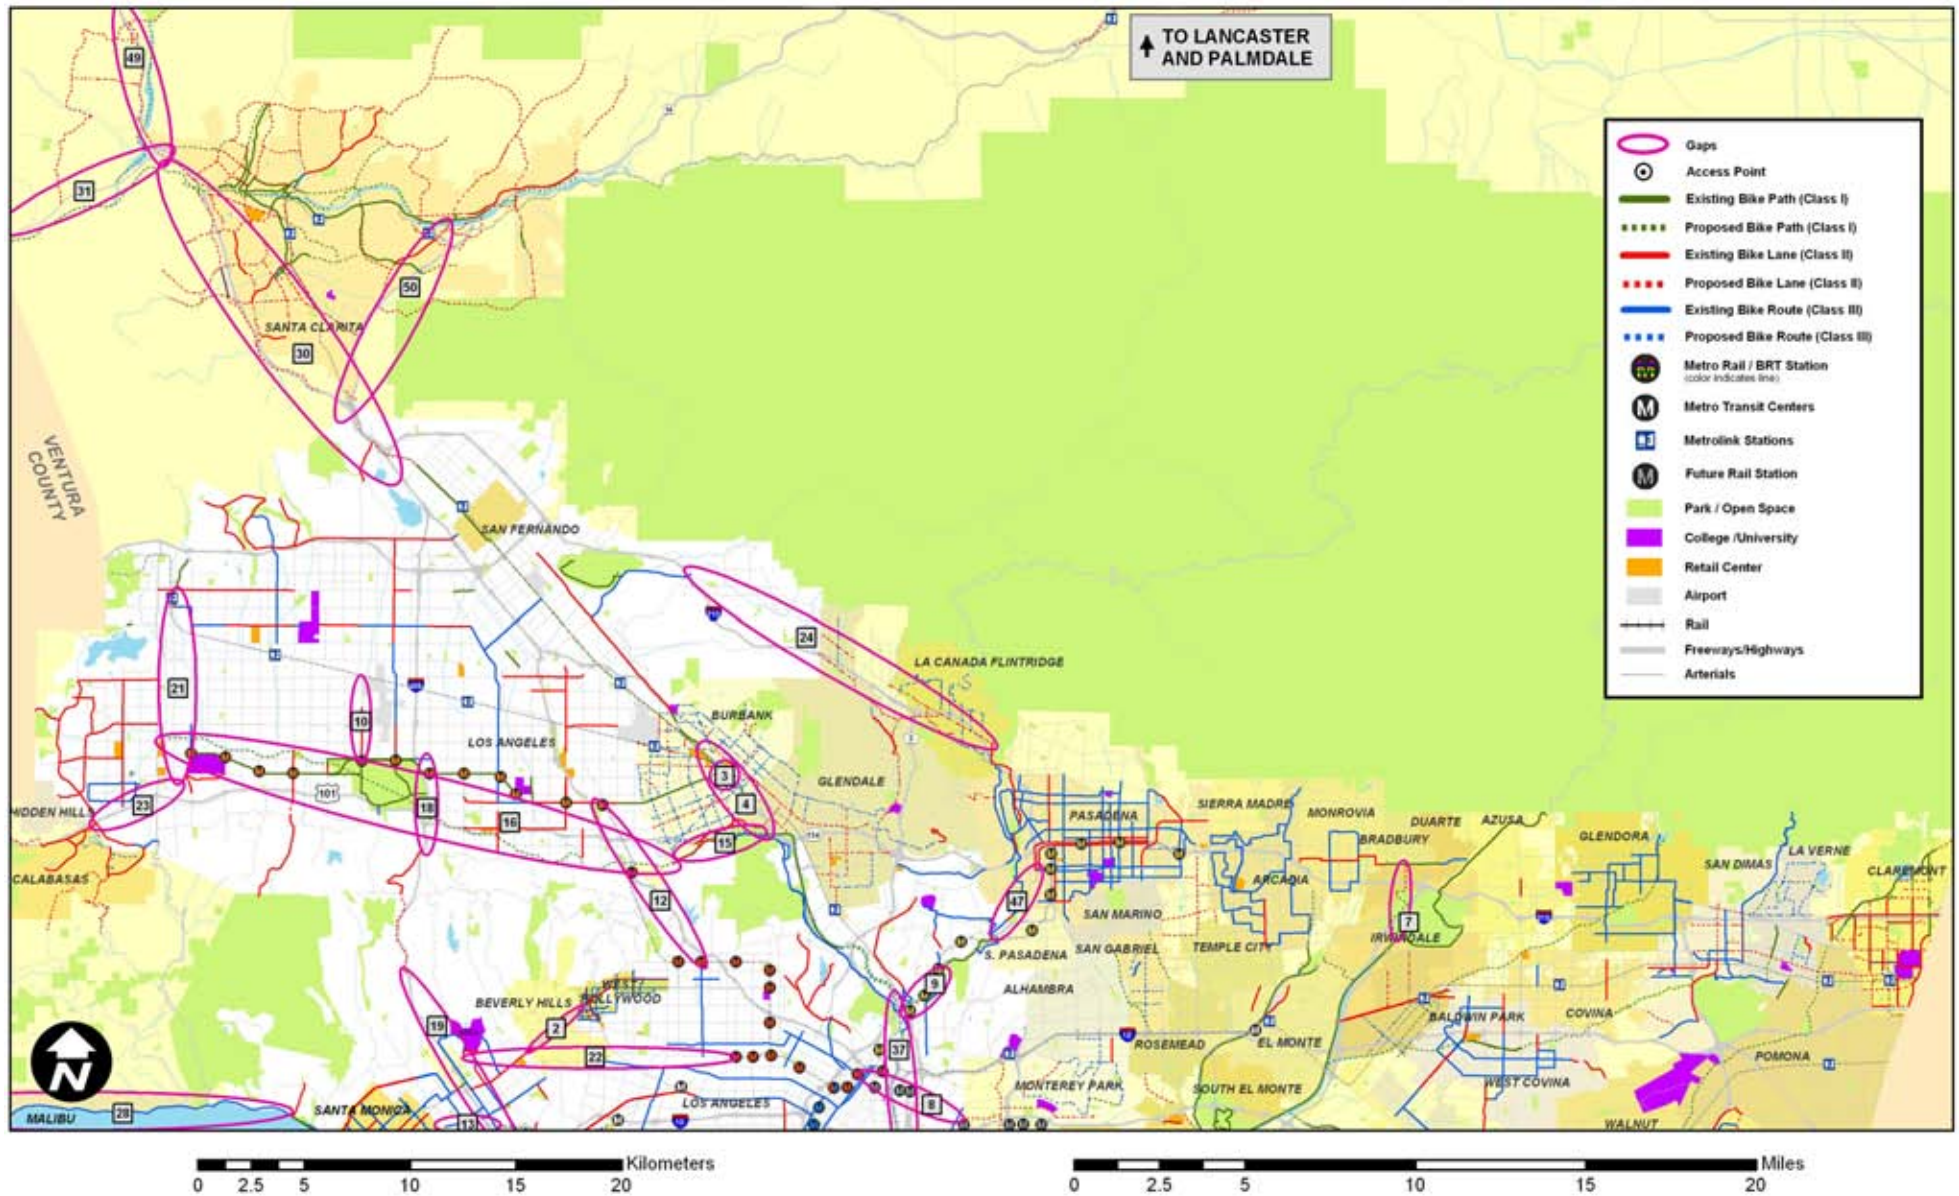 TO LANCASTER
AND PALMDALE
49
31
50
SANTA CLARITA
30
VENTURA
COUNTY
SAN FERNANDO
Gaps
Access Point
Existing Bike Path (Class I)
Proposed Bike Path (Class I)
Existing Bike Lane (Class II)
Proposed Bike Lane (Class II)
Existing Bike Route (Class III)
Proposed Bike Route (Class III)
Metro Rail / BRT Station
(color indicates line)
M Metro Transit Centers
Metrolink Stations
M Future Rail Station
Park / Open Space
College /University
Retail Center
Airport
Rail
Freeways/Highways
Arterials
24
LA CANADA FLINTRIDGE
21
10
BURBANK
LOS ANGELES
3
GLENDALE
4
101
HIDDEN HILLS
23
18
16
15
SIERRA MADRE
MONROVIA
PASADENA
DUARTE
AZUSA
BRADBURY
GLENDORA
LA VERNE
SAN DIMAS
CLAREMONT
CALABASAS
ARCADIA
12
47
SAN MARINO
7
IRWINDALE
S. PASADENA
SAN GABRIEL
TEMPLE CITY
9
ALHAMBRA
BEVERLY HILLS
WEST
HOLLYWOOD
19
2
22
37
ROSEMEAD
EL MONTE
BALDWIN PARK
COVINA
POMONA
N
MONTEREY PARK
SOUTH EL MONTE
WEST COVINA
28
MALIBU
SANTA MONICA
13
LOS ANGELES
8
WALNUT
Kilometers
0 2.5 5 10 15 20
Miles
0 2.5 5 10 15 20